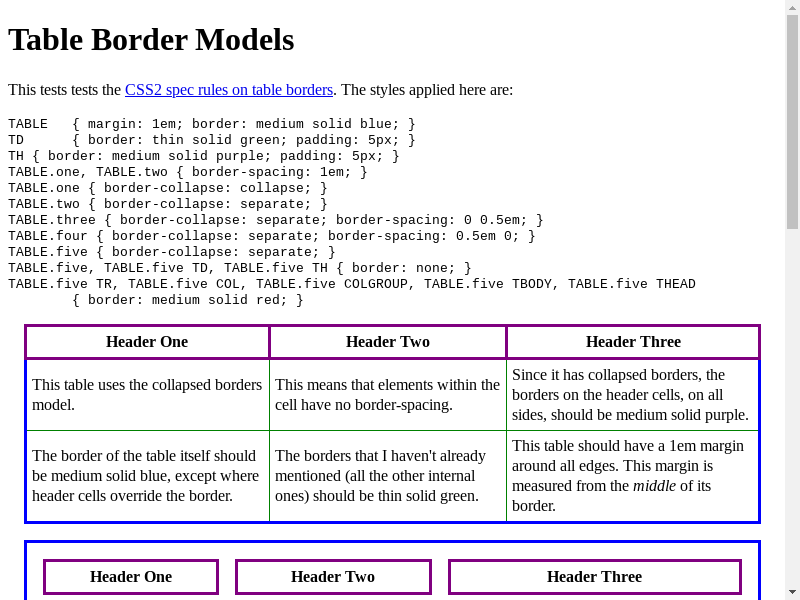 Table Border Models
This tests tests the CSS2 spec rules on table borders. The styles applied here are:
TABLE   { margin: 1em; border: medium solid blue; }
TD      { border: thin solid green; padding: 5px; }
TH { border: medium solid purple; padding: 5px; }
TABLE.one, TABLE.two { border-spacing: 1em; }
TABLE.one { border-collapse: collapse; }
TABLE.two { border-collapse: separate; }
TABLE.three { border-collapse: separate; border-spacing: 0 0.5em; }
TABLE.four { border-collapse: separate; border-spacing: 0.5em 0; }
TABLE.five { border-collapse: separate; }
TABLE.five, TABLE.five TD, TABLE.five TH { border: none; }
TABLE.five TR, TABLE.five COL, TABLE.five COLGROUP, TABLE.five TBODY, TABLE.five THEAD
        { border: medium solid red; }
Header One
Header Two
Header Three
This table uses the collapsed borders
model.
This means that elements within the
cell have no border-spacing.
Since it has collapsed borders, the
borders on the header cells, on all
sides, should be medium solid purple.
The border of the table itself should
be medium solid blue, except where
header cells override the border.
The borders that I haven't already
mentioned (all the other internal
ones) should be thin solid green.
This table should have a 1em margin
around all edges. This margin is
measured from the middle of its
border.
Header One
Header Two
Header Three